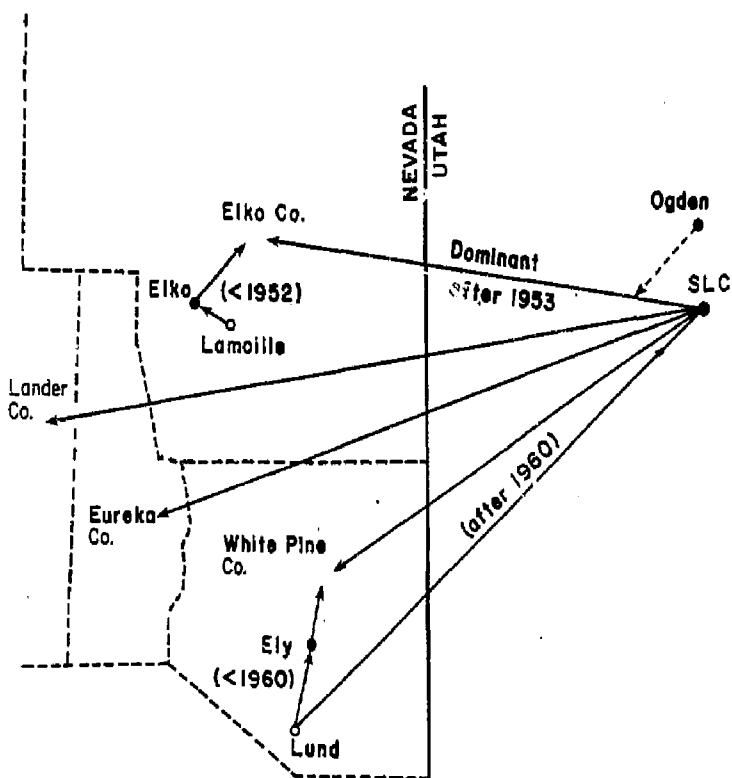 NEVADA
UTAH
Ogden
Elko Co.
Dominant
after 1953
SLC
Elko
(<1952)
Lamoille
Lander
Co.
(after 1960)
Eureka
Co.
White Pine
Co.
Ely
(<1960)
Lund